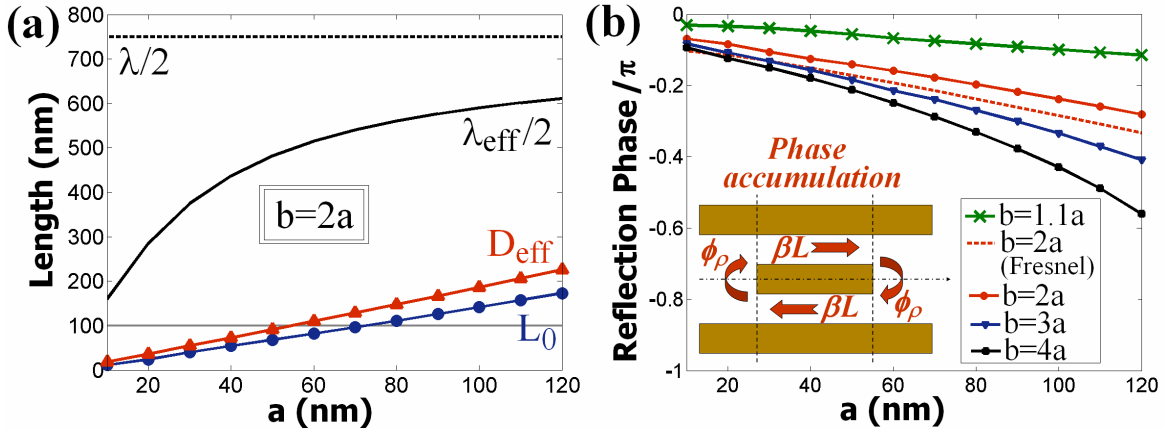 (a)
800
700
600
500
400
300
200
100
0
Length (nm)
λ/2
λeff/2
b=2a
Deff
L0
20
40
60
80
100
120
a (nm)
(b)
0
-0.2
-0.4
-0.6
-0.8
-1
Reflection Phase/π
Phase
accumulation
ϕρ
βL
βL
ϕρ
b=1.1a
b=2a
(Fresnel)
b=2a
b=3a
b=4a
20
40
60
80
100
120
a (nm)